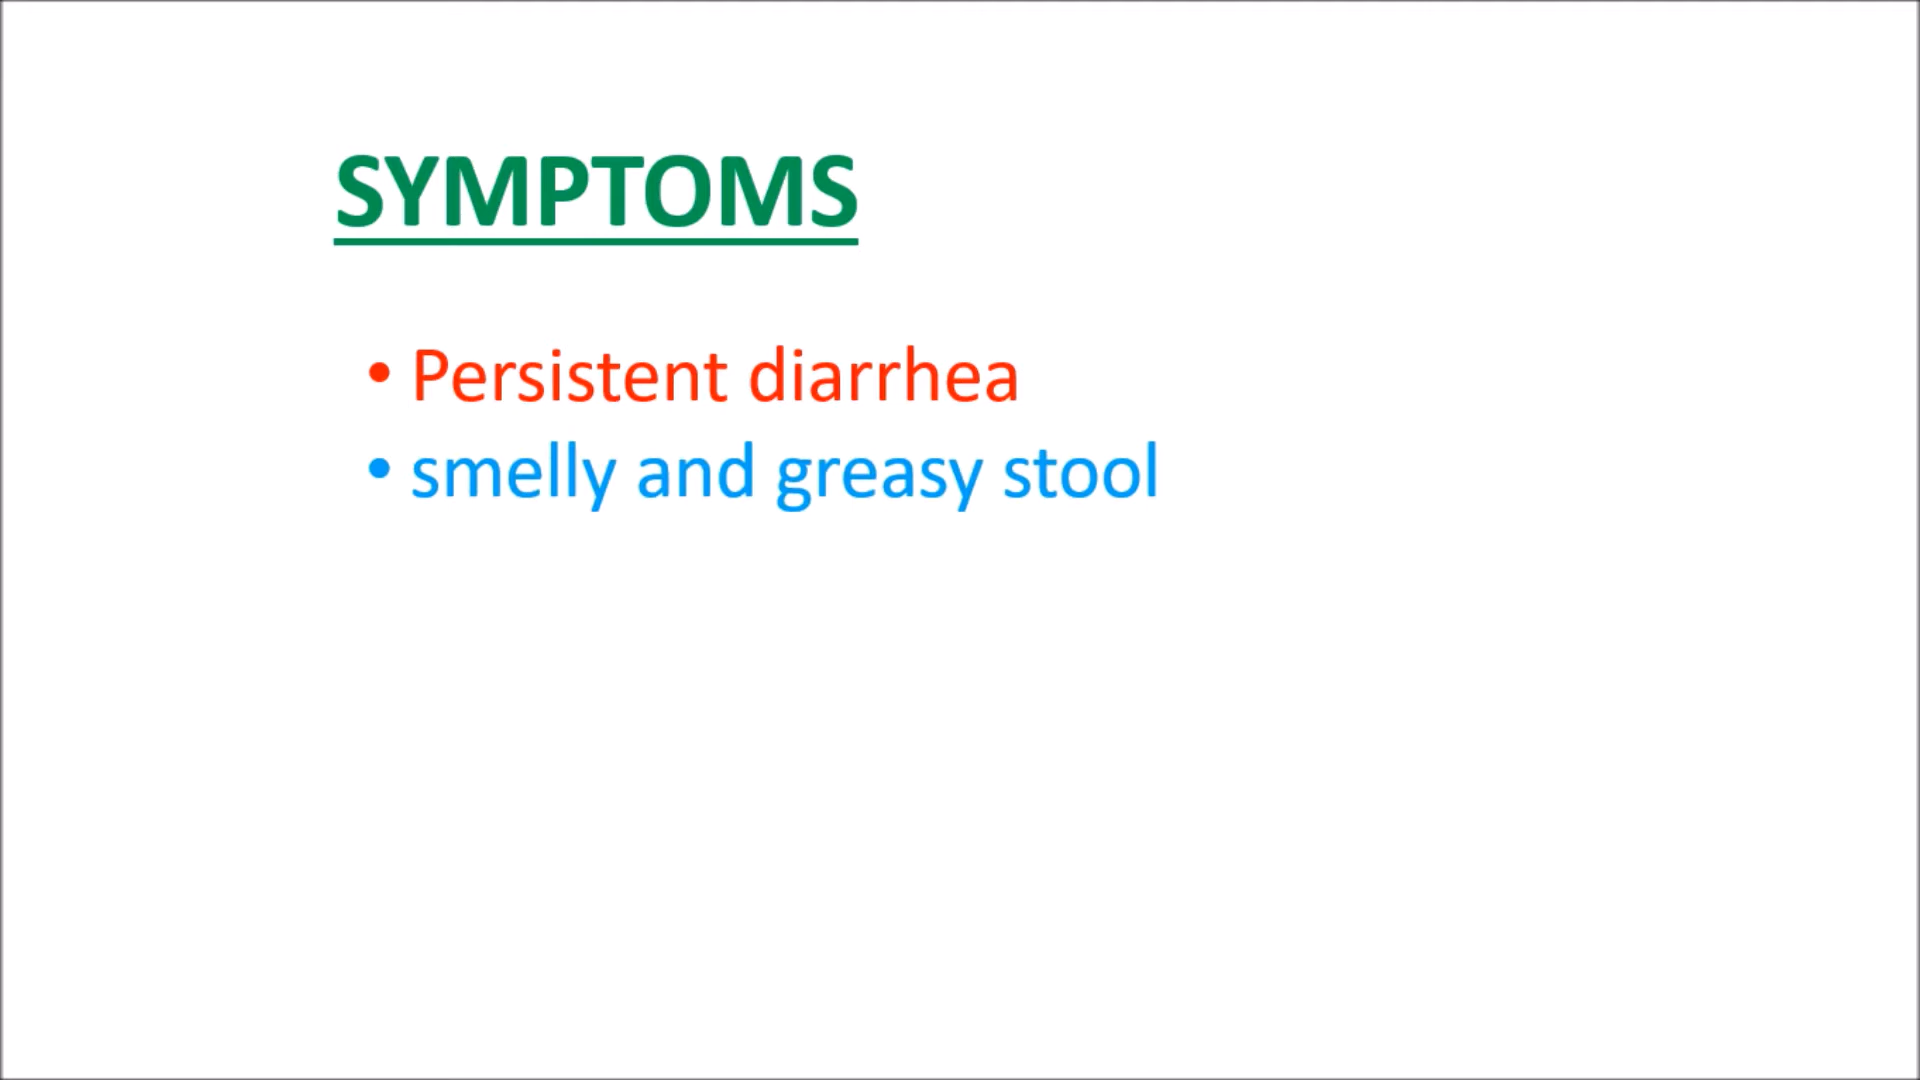 SYMPTOMS
• Persistent diarrhea
• smelly and greasy stool